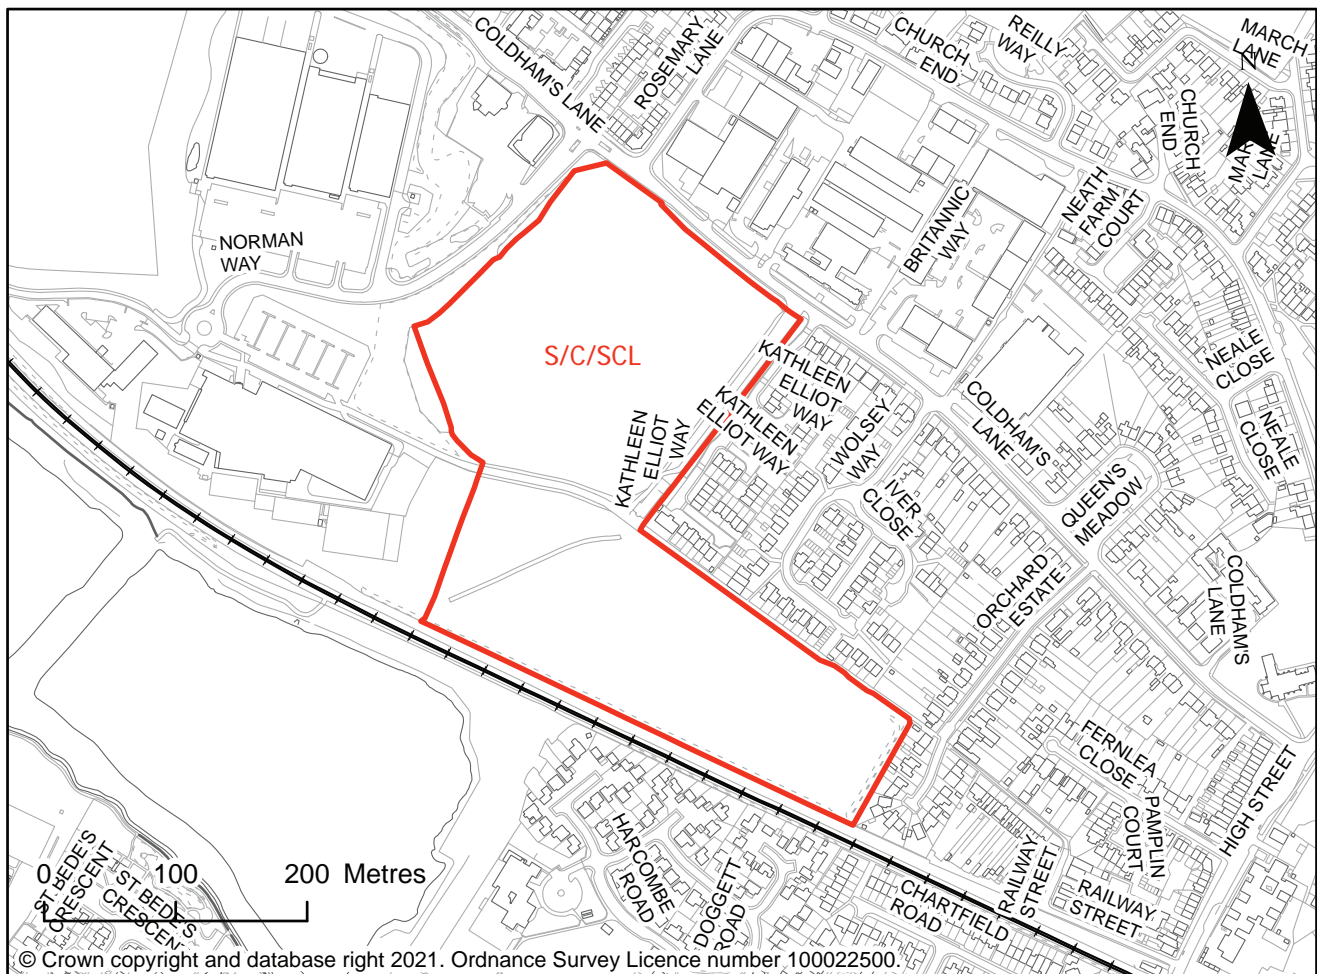 COLDHAM'S LANE
ROSEMARY
LANE
CHURCH
END
REILLY
WAY
MARCH
LANE
N
CHURCH
END
LANE
NEATH
FARM
COURT
BRITANNIC
WAY
NORMAN
WAY
S/C/SCL
KATHLEEN
ELLIOT
WAY
KATHLEEN
ELLIOT WAY
KATHLEEN
ELLIOT
WAY
WOLSEY
WAY
IVER
CLOSE
COLDHAM'S
LANE
NEALE
CLOSE
NEALE
CLOSE
QUEEN'S
MEADOW
ORCHARD
ESTATE
COLDHAM'S
LANE
FERNLEA
CLOSE
PAMPLIN
COURT
HIGH STREET
RAILWAY
STREET
RAILWAY
STREET
CHARTFIELD
ROAD
HARCOMBE
ROAD
DOGGETT
ROAD
ST. BEDE'S
CRESCENT
ST. BEDE'S
CRESCENT
0 100 200 Metres
© Crown copyright and database right 2021. Ordnance Survey Licence number 100022500.